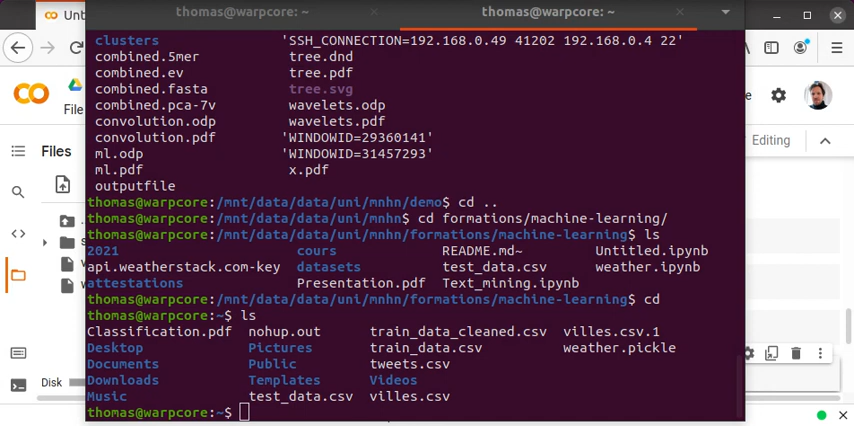 thomas@warpcore: ~ × thomas@warpcore: ~ ×
Unt
File
Editing
Files
Disk
clusters 'SSH_CONNECTION=192.168.0.49 41202 192.168.0.4 22'
combined.5mer tree.dnd
combined.ev tree.pdf
combined.fasta tree.svg
combined.pca-7v wavelets.odp
convolution.odp wavelets.pdf
convolution.pdf 'WINDOWID=29360141'
ml.odp 'WINDOWID=31457293'
ml.pdf x.pdf
outputfile
thomas@warpcore:/mnt/data/data/uni/mnhn/demo$ cd ..
thomas@warpcore:/mnt/data/data/uni/mnhn$ cd formations/machine-learning/
thomas@warpcore:/mnt/data/data/uni/mnhn/formations/machine-learning$ ls
2021 cours README.md~ Untitled.ipynb
api.weatherstack.com-key datasets test_data.csv weather.ipynb
attestations Presentation.pdf Text_mining.ipynb
thomas@warpcore:/mnt/data/data/uni/mnhn/formations/machine-learning$ cd
thomas@warpcore:~$ ls
Classification.pdf nohup.out train_data_cleaned.csv villes.csv.1
Desktop Pictures train_data.csv weather.pickle
Documents Public tweets.csv
Downloads Templates Videos
Music test_data.csv villes.csv
thomas@warpcore:~$